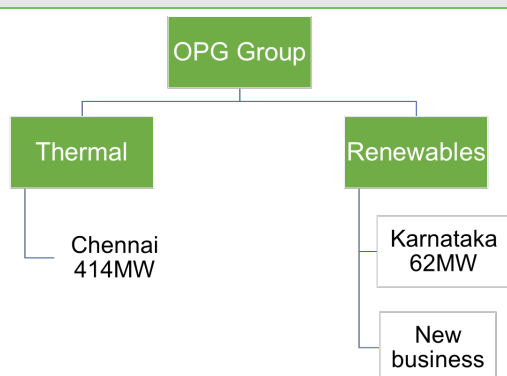 OPG Group
Thermal
Renewables
Chennai
414MW
Karnataka
62MW
New
business